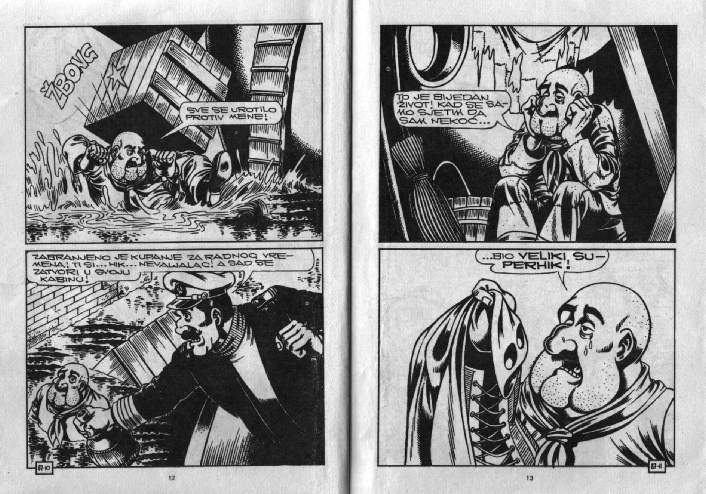 ŽBONG
SVE SE UROTILO
PROTIV MENE!
ZABRANJENO JE KUPANJE ZA RADNOG VRE-
MENA! TI SI...HIK... NEVALJALAC! A SAD SE
ZATVORI U SVOJU
KABINU!
12
TO JE BIJEDAN
ŽIVOT! KAD SE SA-
MO SJETIM DA
SAM NEKOĆ...
...BIO VELIKI SU-
PERHIK!
13